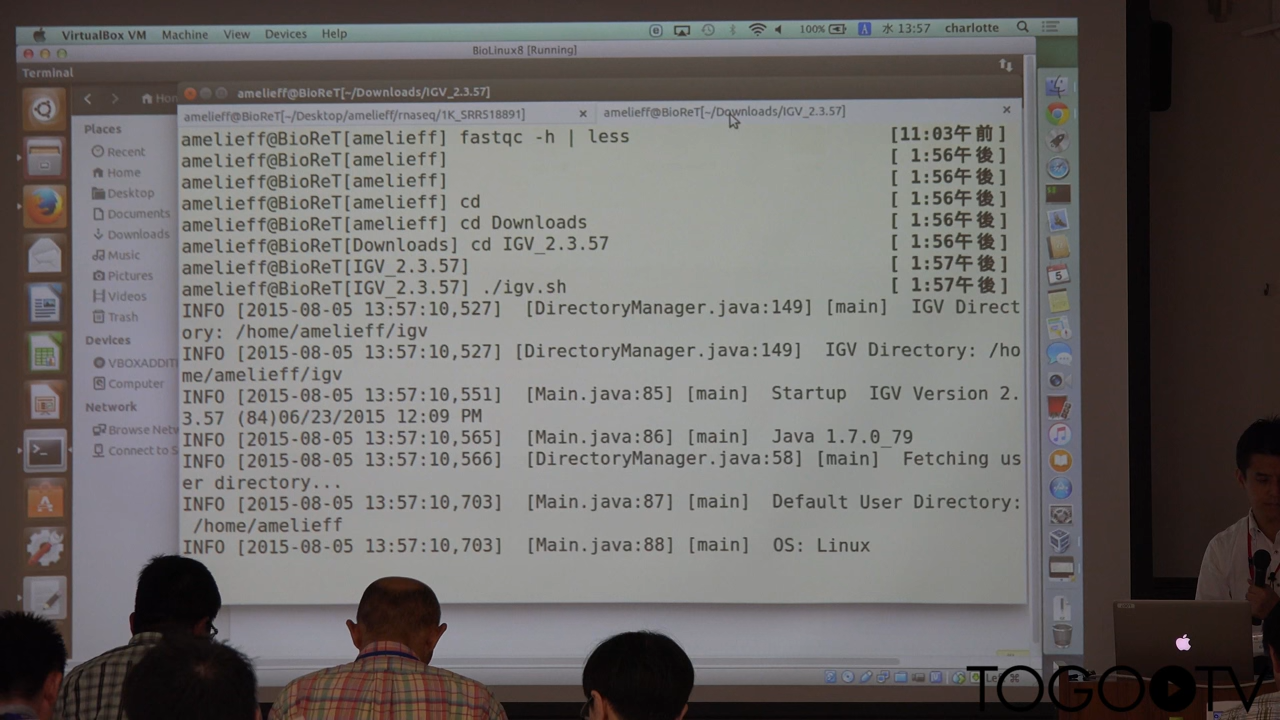 VirtualBox VM Machine View Devices Help
100%
A
水 13:57 charlotte
BioLinux8 [Running]
Terminal
amelieff@BioReT[~/Downloads/IGV_2.3.57]
amelieff@BioReT[~/Desktop/amelieff/rnaseq/1K_SRR518891]
amelieff@BioReT[~/Downloads/IGV_2.3.57]
Places
Recent
Home
Desktop
Documents
Downloads
Music
Pictures
Videos
Trash
Devices
VBOXADDITI
Computer
Network
Browse Netw
Connect to S
amelieff@BioReT[amelieff] fastqc -h | less [11:03午前]
amelieff@BioReT[amelieff] [ 1:56午後]
amelieff@BioReT[amelieff] [ 1:56午後]
amelieff@BioReT[amelieff] cd [ 1:56午後]
amelieff@BioReT[amelieff] cd Downloads [ 1:56午後]
amelieff@BioReT[Downloads] cd IGV_2.3.57 [ 1:56午後]
amelieff@BioReT[IGV_2.3.57] [ 1:57午後]
amelieff@BioReT[IGV_2.3.57] ./igv.sh [ 1:57午後]
INFO [2015-08-05 13:57:10,527] [DirectoryManager.java:149] [main] IGV Direct
ory: /home/amelieff/igv
INFO [2015-08-05 13:57:10,527] [DirectoryManager.java:149] IGV Directory: /ho
me/amelieff/igv
INFO [2015-08-05 13:57:10,551] [Main.java:85] [main] Startup IGV Version 2.
3.57 (84)06/23/2015 12:09 PM
INFO [2015-08-05 13:57:10,565] [Main.java:86] [main] Java 1.7.0_79
INFO [2015-08-05 13:57:10,566] [DirectoryManager.java:58] [main] Fetching us
er directory...
INFO [2015-08-05 13:57:10,703] [Main.java:87] [main] Default User Directory:
/home/amelieff
INFO [2015-08-05 13:57:10,703] [Main.java:88] [main] OS: Linux
5
TOGO TV